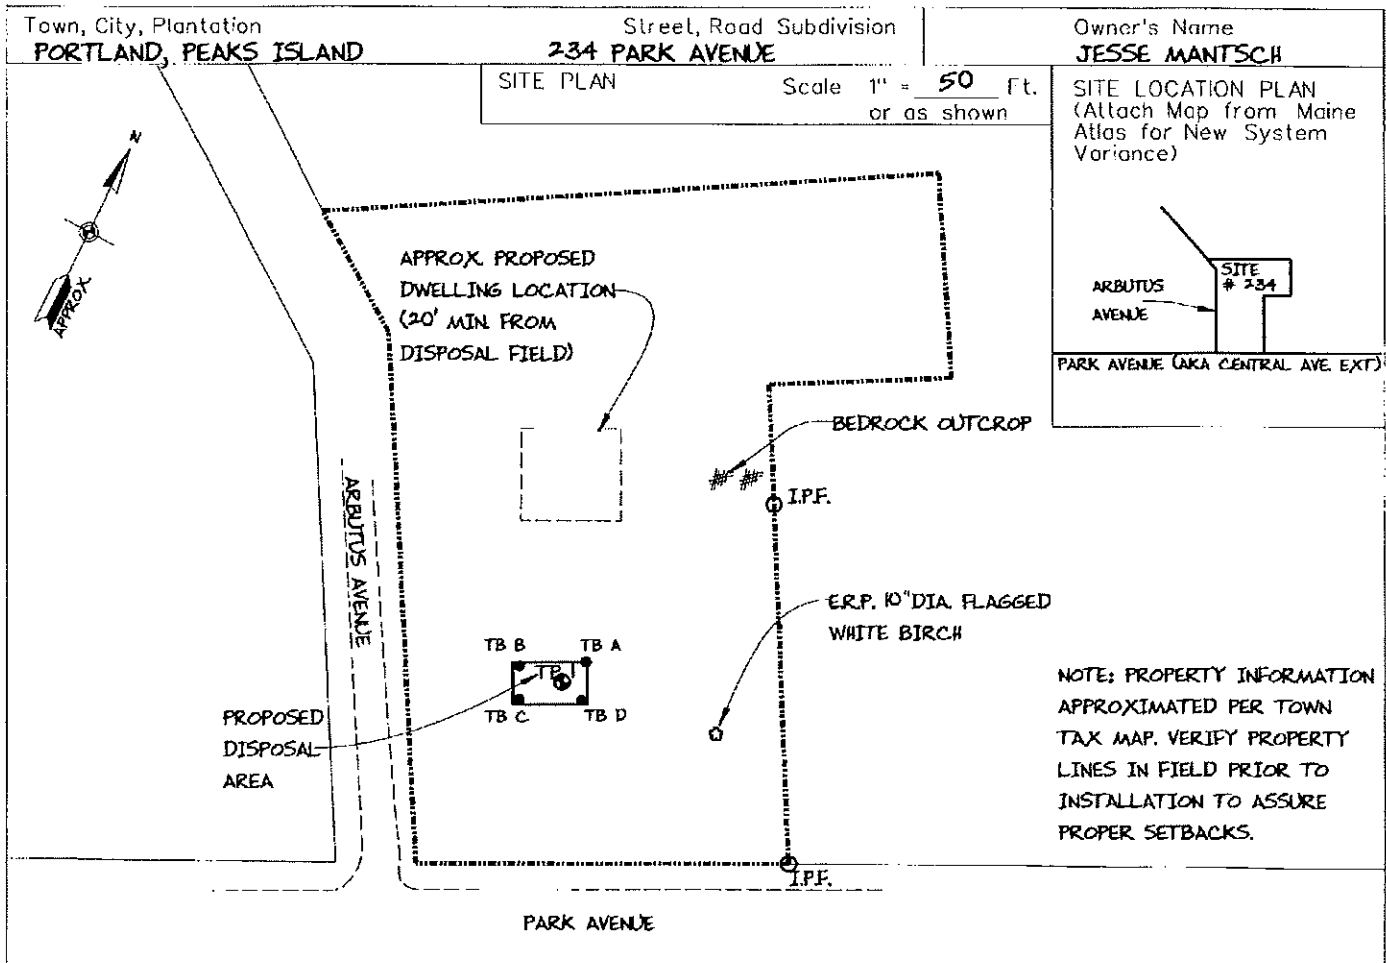 Town, City, Plantation
PORTLAND, PEAKS ISLAND
Street, Road Subdivision
234 PARK AVENUE
Owner's Name
JESSE MANTSCH
SITE PLAN
Scale 1" = 50 Ft.
or as shown
SITE LOCATION PLAN
(Attach Map from Maine
Atlas for New System
Variance)
N
APPROX
APPROX. PROPOSED
DWELLING LOCATION
(20' MIN. FROM
DISPOSAL FIELD)
SITE
# 234
ARBUTUS
AVENUE
PARK AVENUE (AKA CENTRAL AVE. EXT)
BEDROCK OUTCROP
I.P.F.
ARBUTUS AVENUE
E.R.P. 10" DIA. FLAGGED
WHITE BIRCH
TB B
TB A
TP 1
TB C
TB D
PROPOSED
DISPOSAL
AREA
NOTE: PROPERTY INFORMATION
APPROXIMATED PER TOWN
TAX MAP. VERIFY PROPERTY
LINES IN FIELD PRIOR TO
INSTALLATION TO ASSURE
PROPER SETBACKS.
I.P.F.
PARK AVENUE